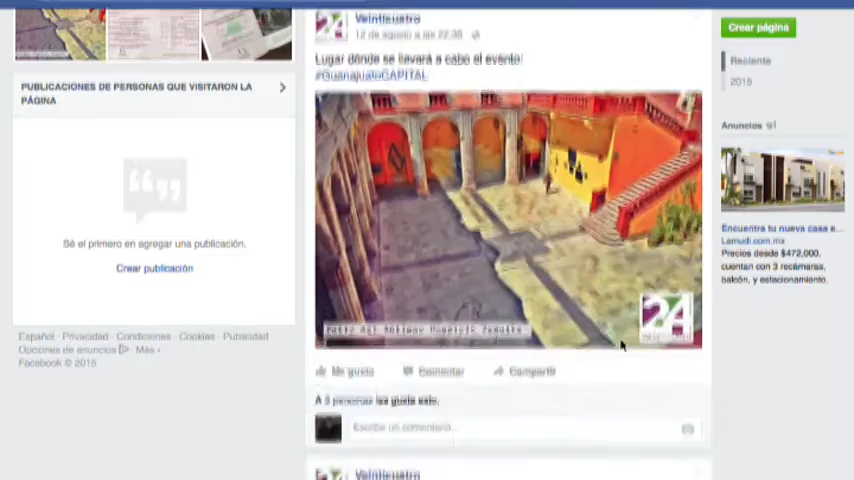 PUBLICACIONES DE PERSONAS QUE VISITARON LA
PÁGINA
Sé el primero en agregar una publicación.
Crear publicación
Español · Privacidad · Condiciones · Cookies · Publicidad
Opciones de anuncios · Más
Facebook © 2015
24
Veinticuatro
12 de agosto a las 22:36
Lugar donde se llevará a cabo el evento:
#GuanajuatoCAPITAL
24
Me gusta Comentar Compartir
A 3 personas les gusta esto.
Escribe un comentario...
Veinticuatro
Crear página
Reciente
2015
Anuncios
Encuentra tu nueva casa e...
Lamudi.com.mx
Precios desde $472,000,
cuentan con 3 recámaras,
balcón, y estacionamiento.